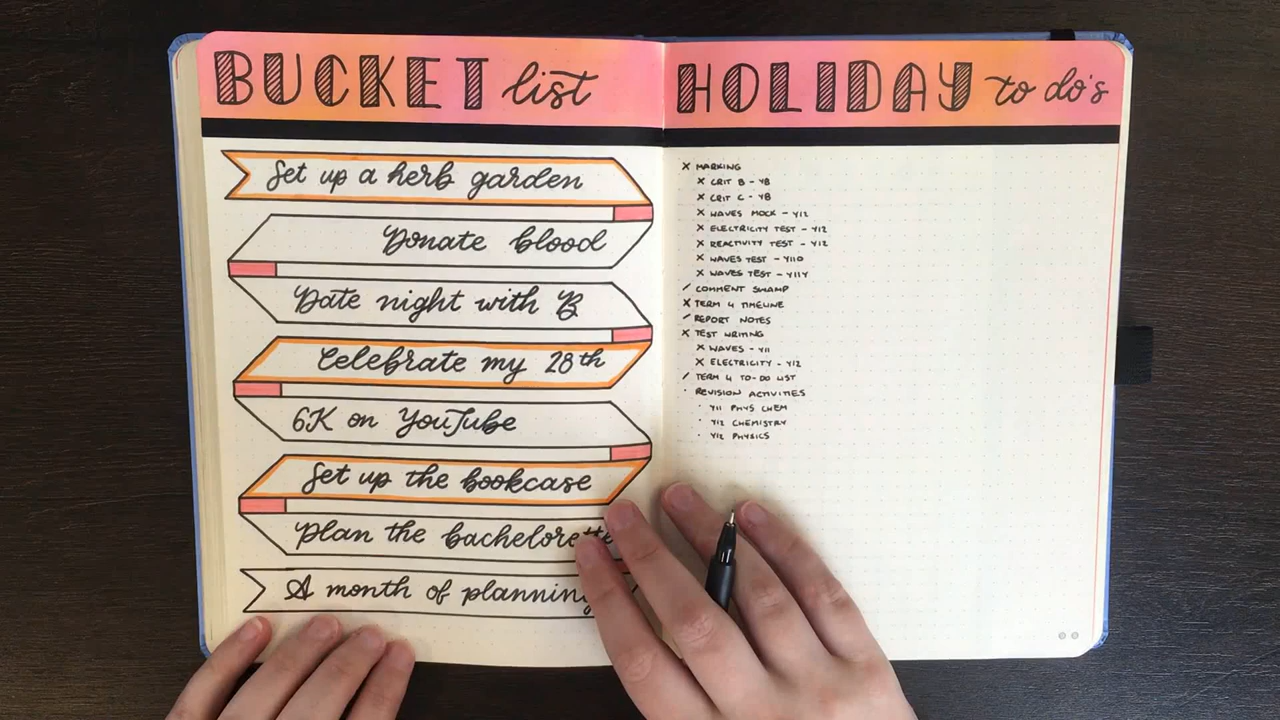 BUCKET list
Set up a herb garden
Donate blood
Date night with B
Celebrate my 28th
6K on YouTube
Set up the bookcase
Plan the bachelorette
A month of planning
HOLIDAY to do's
x MARKING
x CRIT B - Y8
x CRIT C - Y8
x WAVES MOCK - Y12
x ELECTRICITY TEST - Y12
x REACTIVITY TEST - Y12
x WAVES TEST - Y11O
x WAVES TEST - Y11Y
/ COMMENT SWAMP
x TERM 4 TIMELINE
/ REPORT NOTES
x TEST WRITING
x WAVES - Y11
x ELECTRICITY - Y12
/ TERM 4 TO-DO LIST
· REVISION ACTIVITIES
· Y11 PHYS CHEM
· Y12 CHEMISTRY
· Y12 PHYSICS